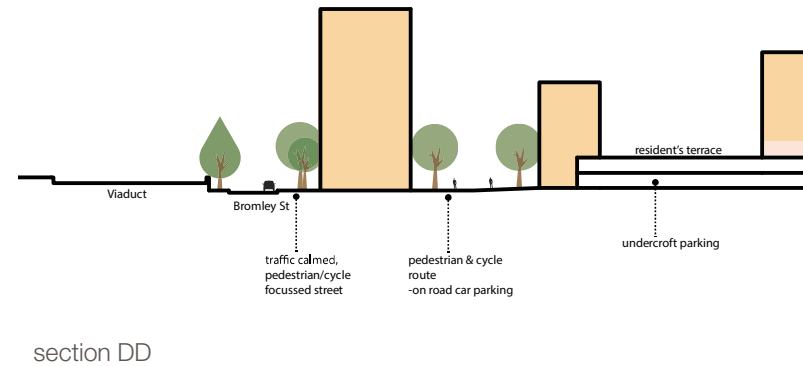 resident's terrace
Viaduct
Bromley St
undercroft parking
traffic calmed,
pedestrian/cycle
focussed street
pedestrian & cycle
route
-on road car parking
section DD